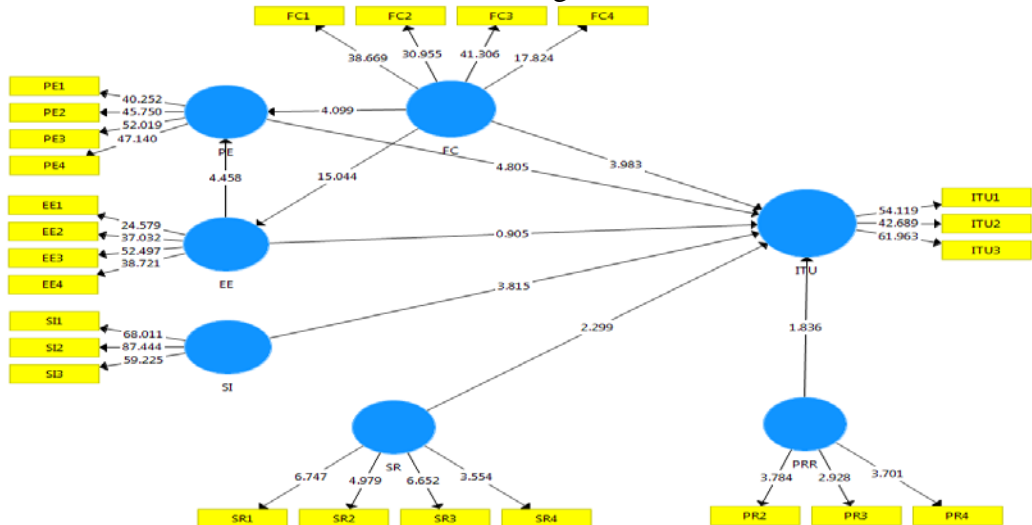 FC1 FC2 FC3 FC4
38.669 30.955 41.306 17.824
PE1
PE2
PE3
PE4
40.252
45.750
52.019
47.140
PE
4.099
FC
4.458
15.044
4.805
3.983
EE1
EE2
EE3
EE4
24.579
37.032
52.497
38.721
EE
0.905
ITU1
ITU2
ITU3
54.119
42.689
61.963
ITU
SI1
SI2
SI3
68.011
87.444
59.225
SI
3.815
2.299
1.836
SR
6.747 4.979 6.652 3.554
SR1 SR2 SR3 SR4
PRR
3.784 2.928 3.701
PR2 PR3 PR4